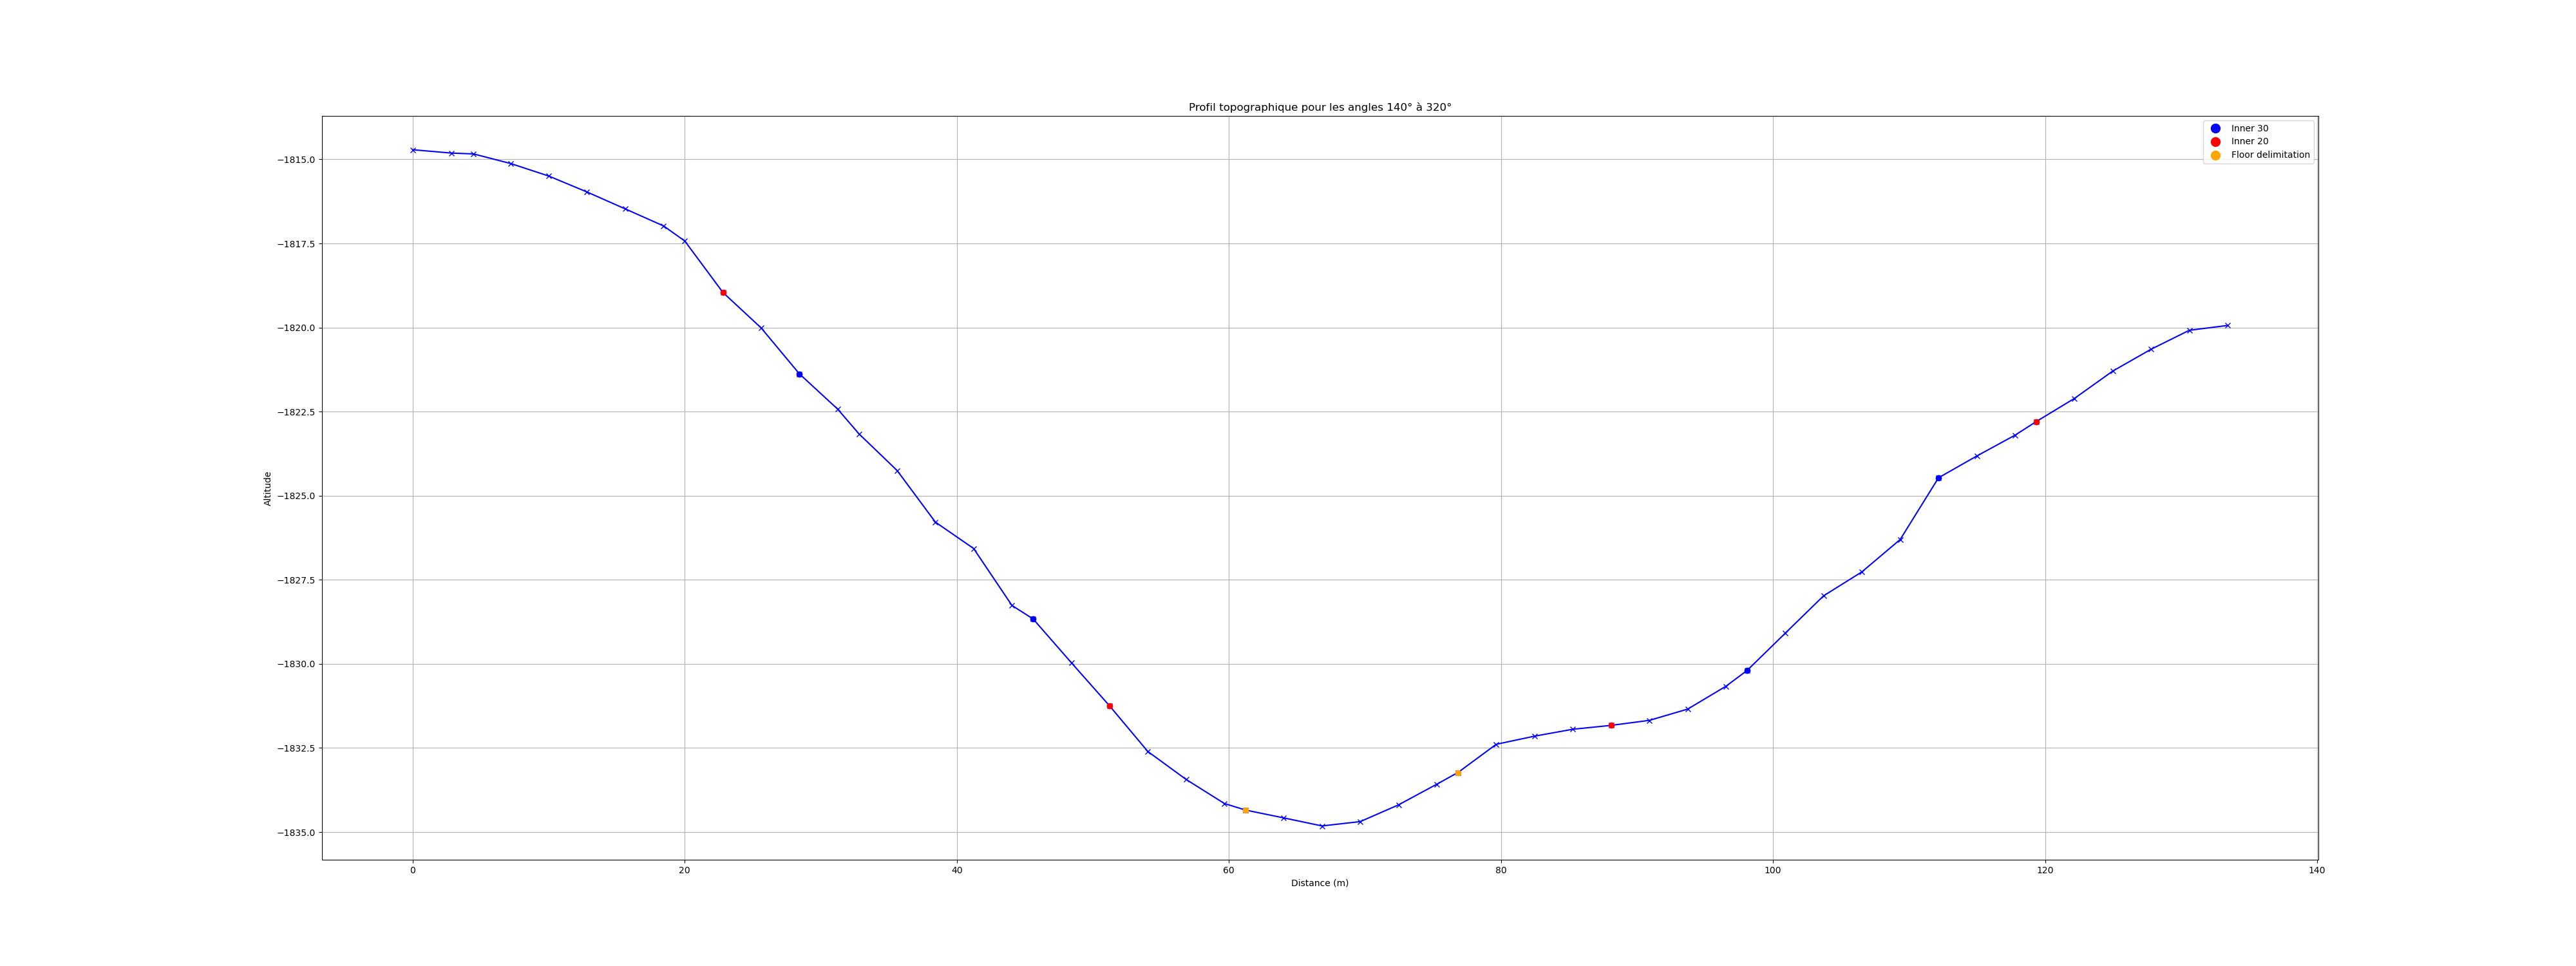 Profil topographique pour les angles 140° à 320°
Inner 30
Inner 20
Floor delimitation
−1815.0
−1817.5
−1820.0
−1822.5
−1825.0
−1827.5
−1830.0
−1832.5
−1835.0
Altitude
0 20 40 60 80 100 120 140
Distance (m)